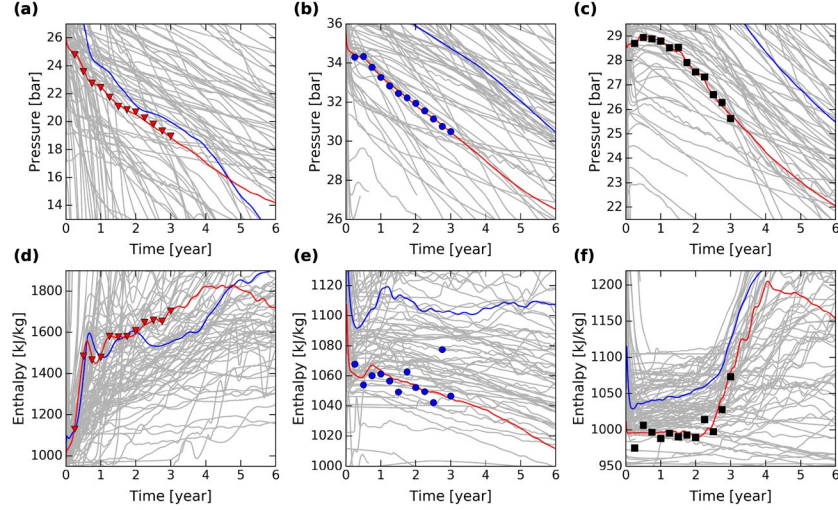 (a)
26
24
22
20
18
16
14
Pressure [bar]
0 1 2 3 4 5 6
Time [year]
(b)
36
34
32
30
28
26
Pressure [bar]
0 1 2 3 4 5 6
Time [year]
(c)
29
28
27
26
25
24
23
22
Pressure [bar]
0 1 2 3 4 5 6
Time [year]
(d)
1800
1600
1400
1200
1000
Enthalpy [kJ/kg]
0 1 2 3 4 5 6
Time [year]
(e)
1120
1100
1080
1060
1040
1020
1000
Enthalpy [kJ/kg]
0 1 2 3 4 5 6
Time [year]
(f)
1200
1150
1100
1050
1000
950
Enthalpy [kJ/kg]
0 1 2 3 4 5 6
Time [year]